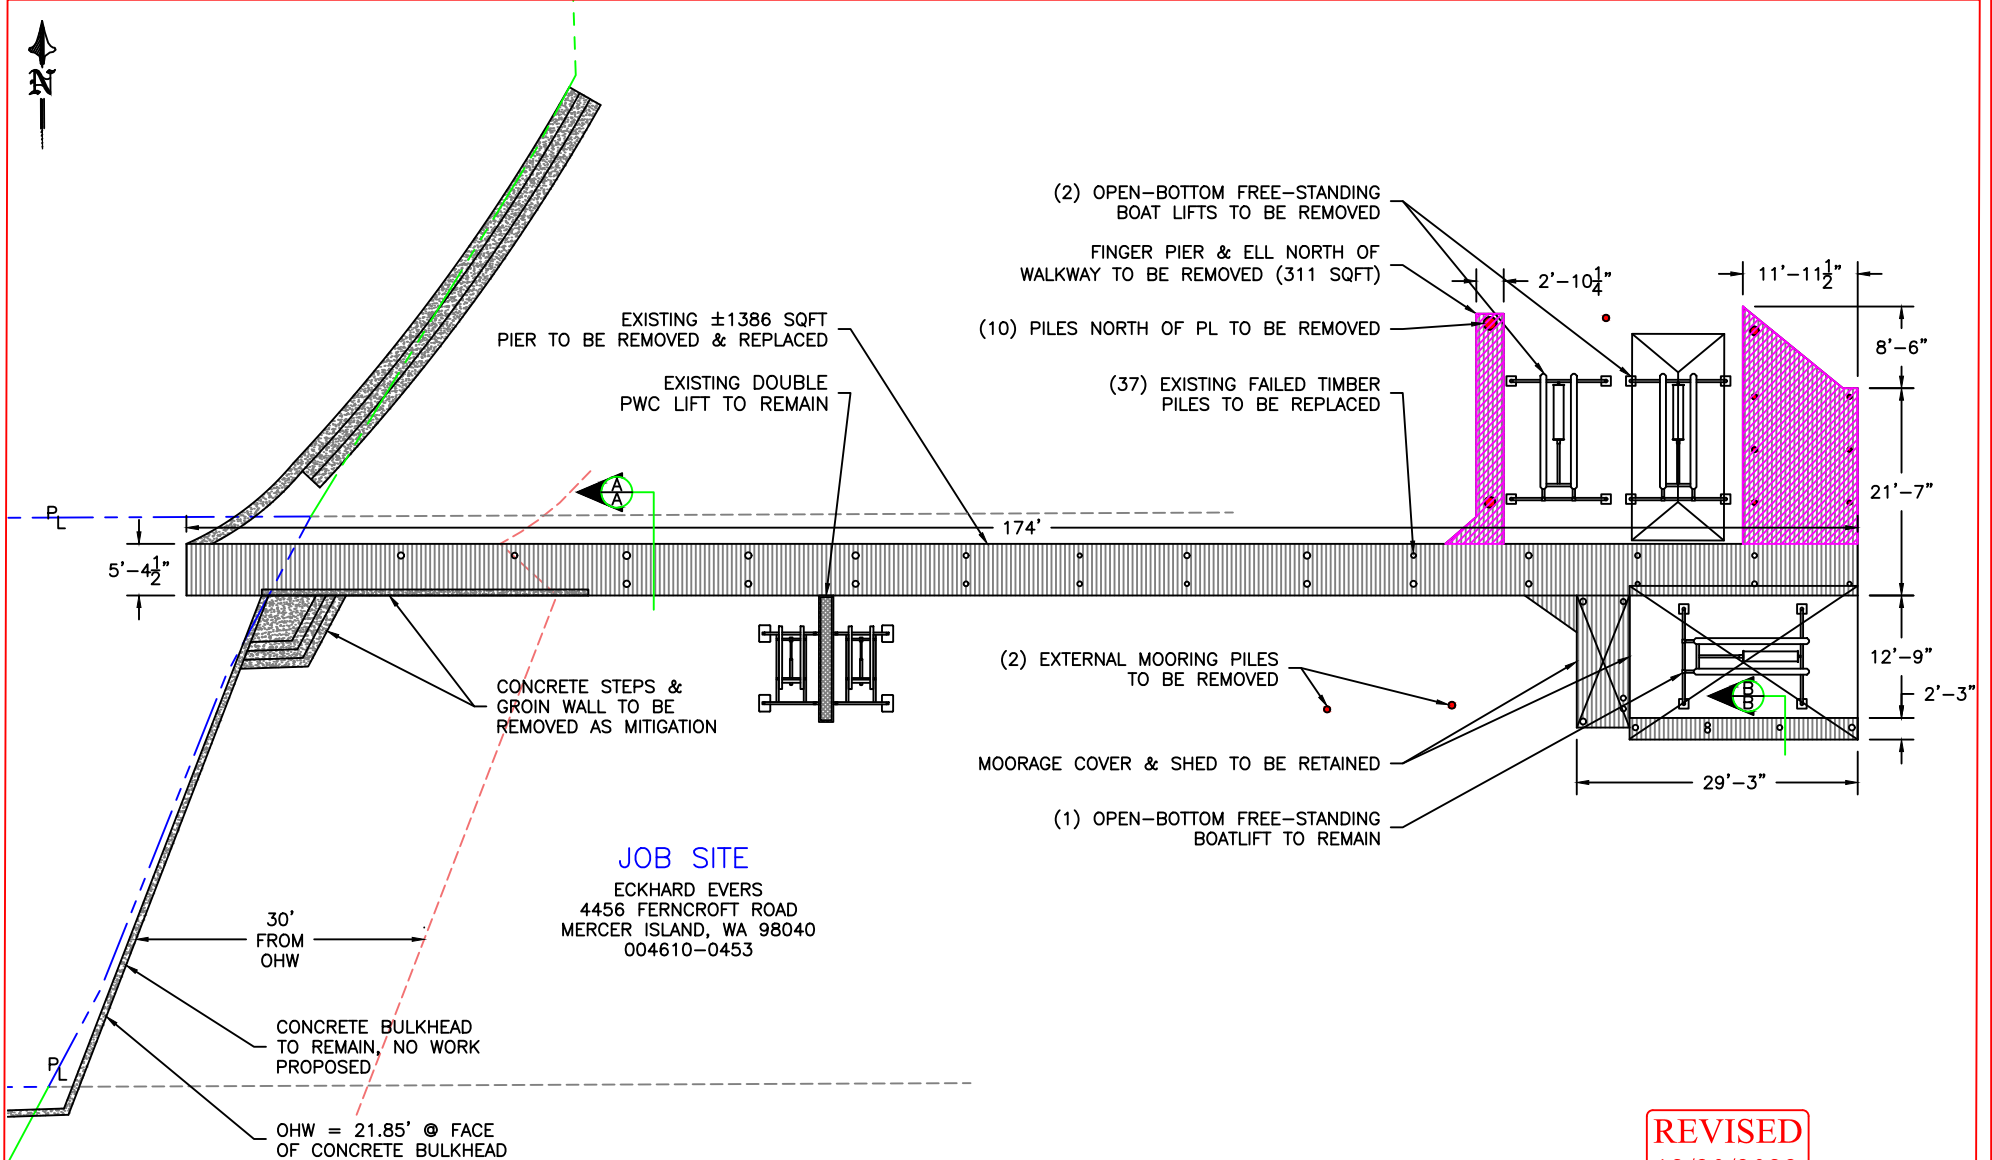 N
(2) OPEN-BOTTOM FREE-STANDING
BOAT LIFTS TO BE REMOVED
FINGER PIER & ELL NORTH OF
WALKWAY TO BE REMOVED (311 SQFT)
2'-10 1/4"
11'-11 1/2"
(10) PILES NORTH OF PL TO BE REMOVED
8'-6"
EXISTING ±1386 SQFT
PIER TO BE REMOVED & REPLACED
EXISTING DOUBLE
PWC LIFT TO REMAIN
(37) EXISTING FAILED TIMBER
PILES TO BE REPLACED
A
A
21'-7"
PL
174'
5'-4 1/2"
(2) EXTERNAL MOORING PILES
TO BE REMOVED
12'-9"
2'-3"
B
B
CONCRETE STEPS &
GROIN WALL TO BE
REMOVED AS MITIGATION
MOORAGE COVER & SHED TO BE RETAINED
29'-3"
(1) OPEN-BOTTOM FREE-STANDING
BOATLIFT TO REMAIN
JOB SITE
ECKHARD EVERS
4456 FERNCROFT ROAD
MERCER ISLAND, WA 98040
004610-0453
30'
FROM
OHW
CONCRETE BULKHEAD
TO REMAIN, NO WORK
PROPOSED
PL
OHW = 21.85' @ FACE
OF CONCRETE BULKHEAD
REVISED